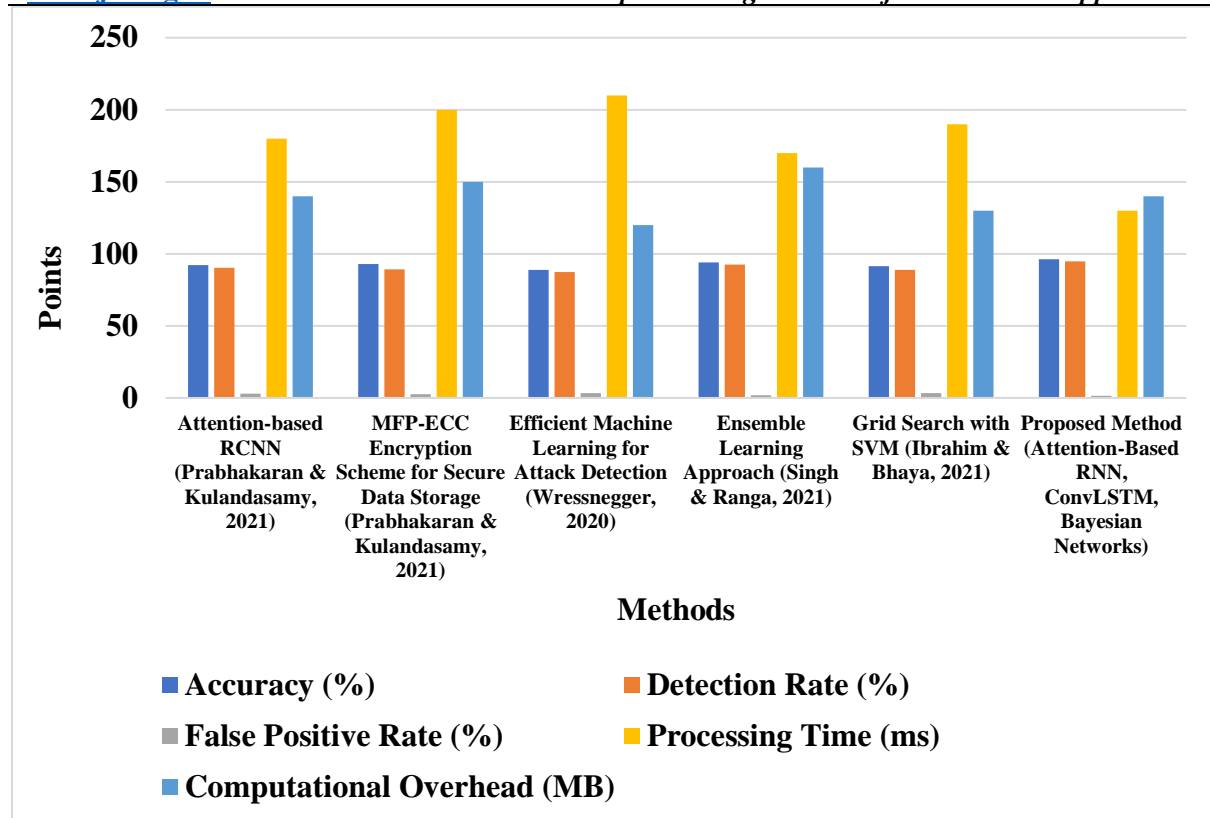 250
200
150
100
50
0
Points
Attention-based RCNN (Prabhakaran & Kulandasamy, 2021)
MFP-ECC Encryption Scheme for Secure Data Storage (Prabhakaran & Kulandasamy, 2021)
Efficient Machine Learning for Attack Detection (Wressnegger, 2020)
Ensemble Learning Approach (Singh & Ranga, 2021)
Grid Search with SVM (Ibrahim & Bhaya, 2021)
Proposed Method (Attention-Based RNN, ConvLSTM, Bayesian Networks)
Methods
Accuracy (%)
Detection Rate (%)
False Positive Rate (%)
Processing Time (ms)
Computational Overhead (MB)